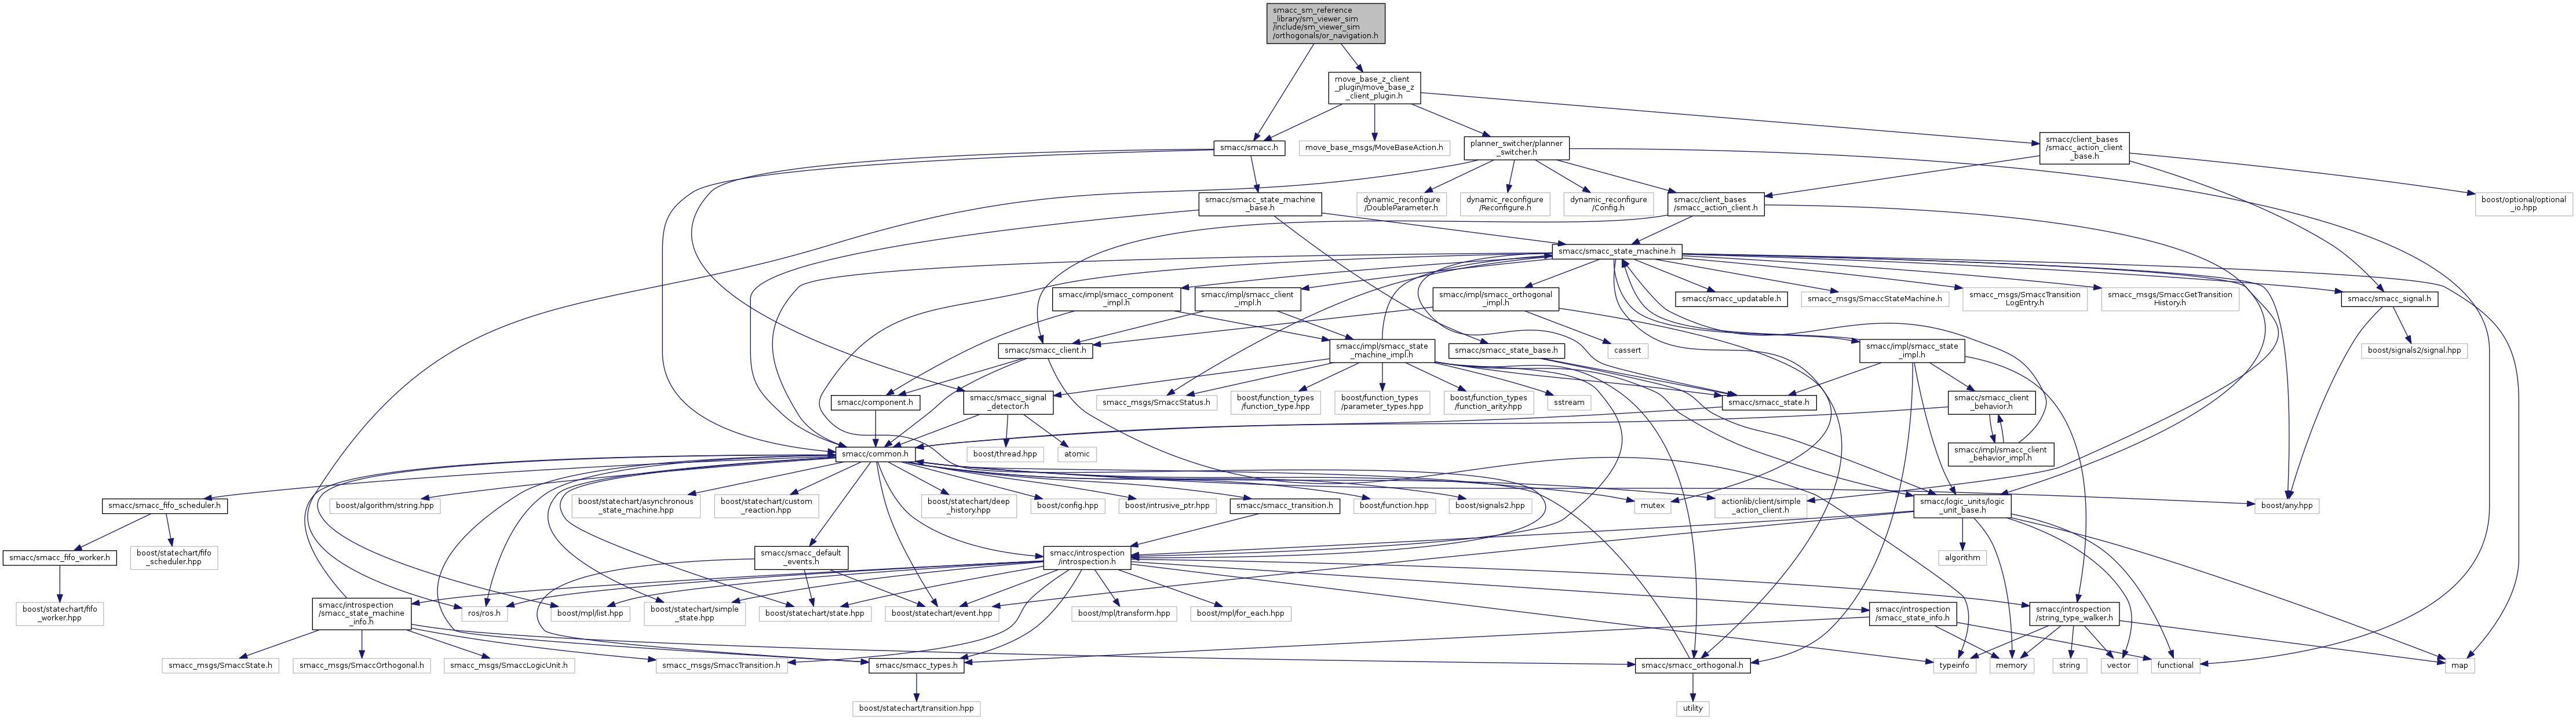 smacc_sm_reference
_library/sm_viewer_sim
/include/sm_viewer_sim
/orthogonals/or_navigation.h
move_base_z_client
_plugin/move_base_z
_client_plugin.h
smacc/smacc.h
move_base_msgs/MoveBaseAction.h
planner_switcher/planner
_switcher.h
smacc/client_bases
/smacc_action_client
_base.h
smacc/smacc_state_machine
_base.h
dynamic_reconfigure
/DoubleParameter.h
dynamic_reconfigure
/Reconfigure.h
dynamic_reconfigure
/Config.h
smacc/client_bases
/smacc_action_client.h
boost/optional/optional
_io.hpp
smacc/smacc_state_machine.h
smacc/impl/smacc_component
_impl.h
smacc/impl/smacc_client
_impl.h
smacc/impl/smacc_orthogonal
_impl.h
smacc/smacc_updatable.h
smacc_msgs/SmaccStateMachine.h
smacc_msgs/SmaccTransition
LogEntry.h
smacc_msgs/SmaccGetTransition
History.h
smacc/smacc_signal.h
smacc/smacc_client.h
smacc/impl/smacc_state
_machine_impl.h
smacc/smacc_state_base.h
cassert
smacc/impl/smacc_state
_impl.h
boost/signals2/signal.hpp
smacc/component.h
smacc/smacc_signal
_detector.h
smacc_msgs/SmaccStatus.h
boost/function_types
/function_type.hpp
boost/function_types
/parameter_types.hpp
boost/function_types
/function_arity.hpp
sstream
smacc/smacc_state.h
smacc/smacc_client
_behavior.h
smacc/common.h
boost/thread.hpp
atomic
smacc/impl/smacc_client
_behavior_impl.h
smacc/smacc_fifo_scheduler.h
boost/algorithm/string.hpp
boost/statechart/asynchronous
_state_machine.hpp
boost/statechart/custom
_reaction.hpp
boost/statechart/deep
_history.hpp
boost/config.hpp
boost/intrusive_ptr.hpp
smacc/smacc_transition.h
boost/function.hpp
boost/signals2.hpp
mutex
actionlib/client/simple
_action_client.h
smacc/logic_units/logic
_unit_base.h
boost/any.hpp
smacc/smacc_fifo_worker.h
boost/statechart/fifo
_scheduler.hpp
smacc/smacc_default
_events.h
smacc/introspection
/introspection.h
algorithm
boost/statechart/fifo
_worker.hpp
smacc/introspection
/smacc_state_machine
_info.h
ros/ros.h
boost/mpl/list.hpp
boost/statechart/simple
_state.hpp
boost/statechart/state.hpp
boost/statechart/event.hpp
boost/mpl/transform.hpp
boost/mpl/for_each.hpp
smacc/introspection
/smacc_state_info.h
smacc/introspection
/string_type_walker.h
smacc_msgs/SmaccState.h
smacc_msgs/SmaccOrthogonal.h
smacc_msgs/SmaccLogicUnit.h
smacc_msgs/SmaccTransition.h
smacc/smacc_types.h
smacc/smacc_orthogonal.h
typeinfo
memory
string
vector
functional
map
boost/statechart/transition.hpp
utility